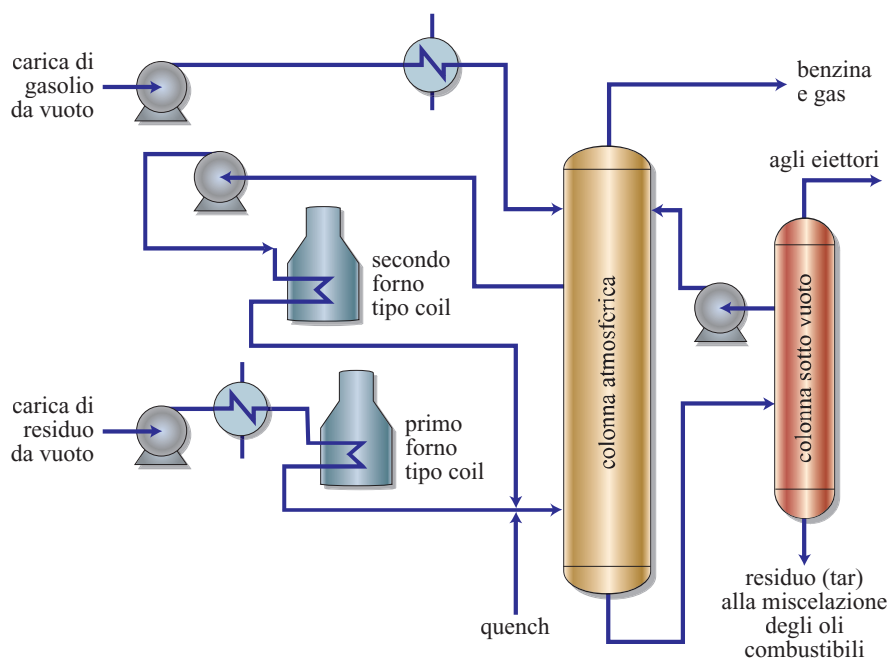 carica di
gasolio
da vuoto
benzina
e gas
agli eiettori
secondo
forno
tipo coil
colonna atmosferica
colonna sotto vuoto
carica di
residuo
da vuoto
primo
forno
tipo coil
quench
residuo (tar)
alla miscelazione
degli oli
combustibili